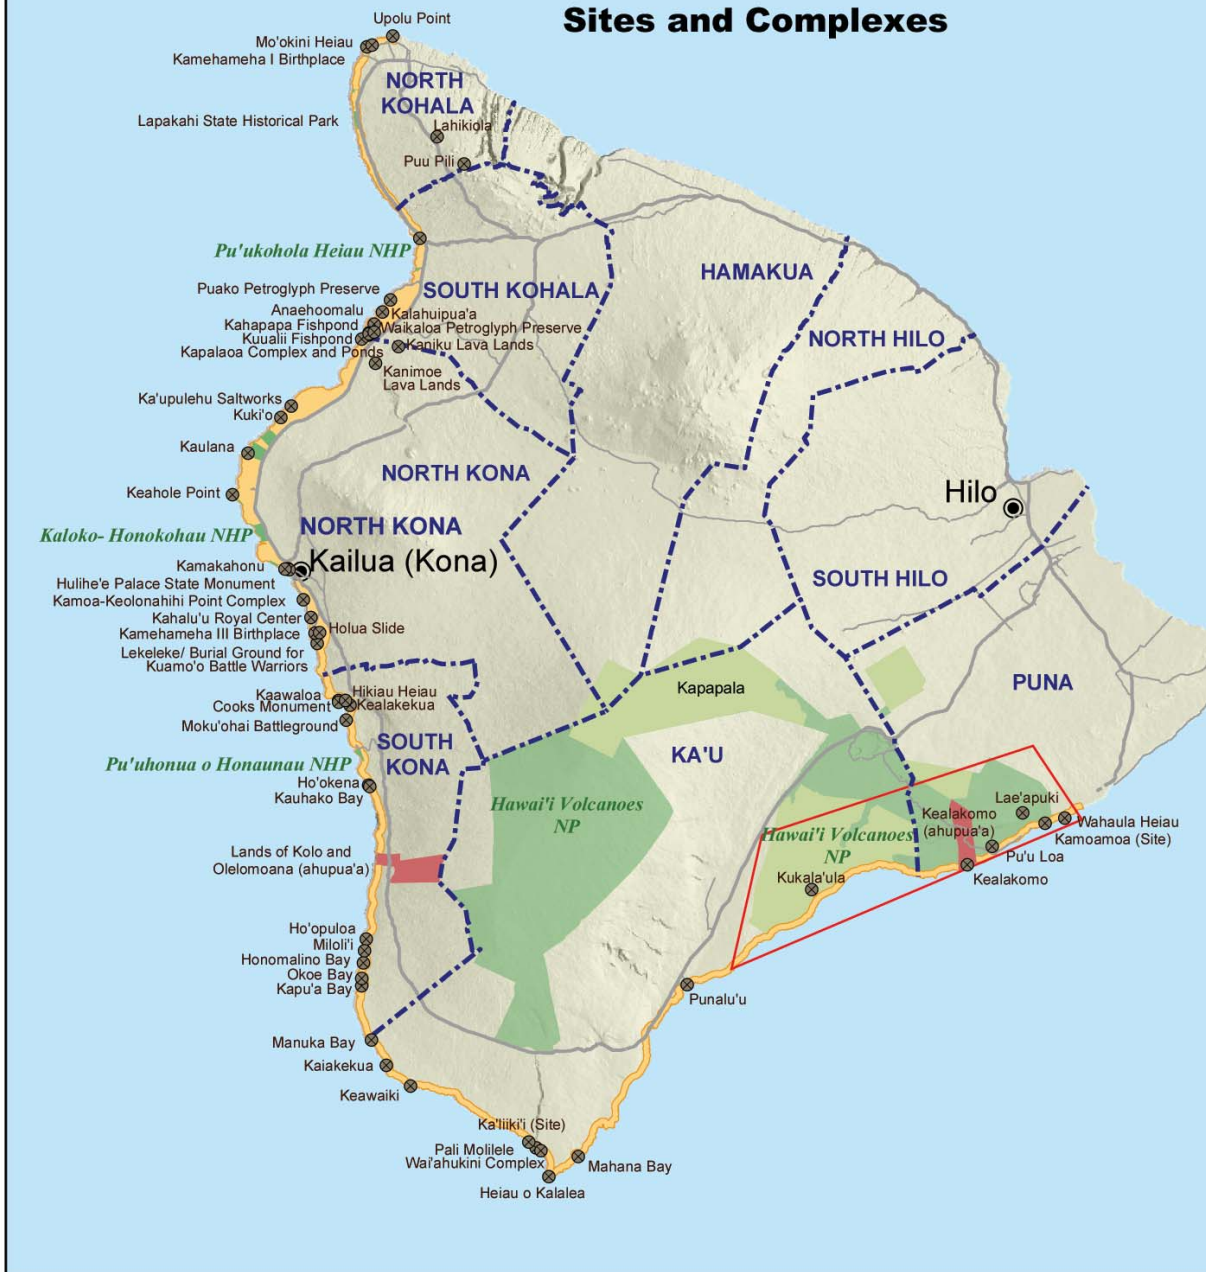 Sites and Complexes
Upolu Point
Mo'okini Heiau
Kamehameha I Birthplace
NORTH
KOHALA
Lapakahi State Historical Park
Lahikiola
Puu Pili
Pu'ukohola Heiau NHP
HAMAKUA
Puako Petroglyph Preserve
SOUTH KOHALA
Anaehoomalu
Kalahuipua'a
Kahapapa Fishpond
Waikaloa Petroglyph Preserve
Kuualii Fishpond
Kaniku Lava Lands
Kapalaoa Complex and Ponds
NORTH HILO
Kanimoe
Lava Lands
Ka'upulehu Saltworks
Kuki'o
Kaulana
NORTH KONA
Keahole Point
Hilo
Kaloko- Honokohau NHP
NORTH KONA
Kailua (Kona)
Kamakahonu
Hulihe'e Palace State Monument
SOUTH HILO
Kamoa-Keolonahihi Point Complex
Kahalu'u Royal Center
Kamehameha III Birthplace
Holua Slide
Lekeleke/ Burial Ground for
Kuamo'o Battle Warriors
Kapapala
PUNA
Kaawaloa
Hikiau Heiau
Cooks Monument
Kealakekua
Moku'ohai Battleground
SOUTH
KONA
KA'U
Pu'uhonua o Honaunau NHP
Ho'okena
Kauhako Bay
Hawai'i Volcanoes
NP
Lae'apuki
Kealakomo
(ahupua'a)
Wahaula Heiau
Hawai'i Volcanoes
NP
Kamoamoa (Site)
Pu'u Loa
Lands of Kolo and
Olelomoana (ahupua'a)
Kukala'ula
Kealakomo
Ho'opuloa
Miloli'i
Honomalino Bay
Okoe Bay
Kapu'a Bay
Punalu'u
Manuka Bay
Kaiakekua
Keawaiki
Ka'liiki'i (Site)
Pali Molilele
Wai'ahukini Complex
Mahana Bay
Heiau o Kalalea